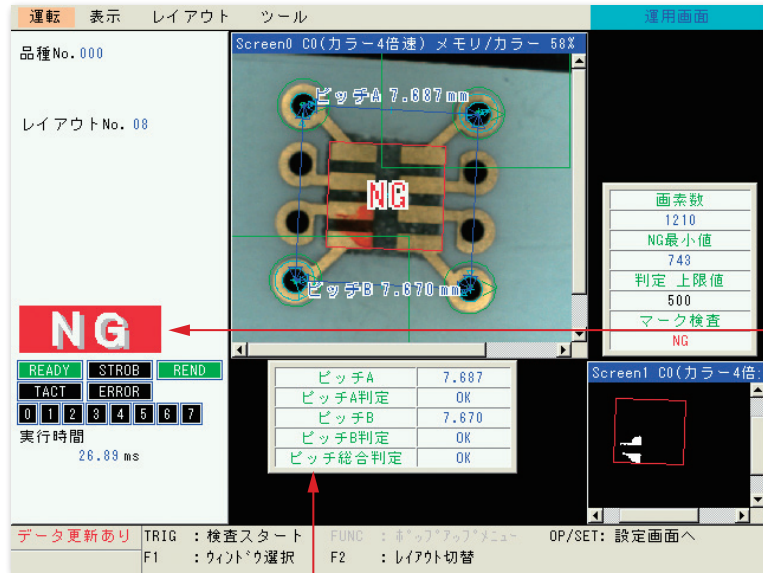 運転 表示 レイアウト ツール 運用画面
品種No.000
レイアウトNo. 08
Screen0 C0(カラー4倍速) メモリ/カラー 58%
ピッチA 7.687mm
NG
ピッチB 7.670mm
画素数
1210
NG最小値
743
判定 上限値
500
マーク検査
NG
NG
READY STROB REND
TACT ERROR
0 1 2 3 4 5 6 7
実行時間
26.89 ms
ピッチA 7.687
ピッチA判定 OK
ピッチB 7.670
ピッチB判定 OK
ピッチ総合判定 OK
Screen1 C0(カラー4倍:
データ更新あり TRIG :検査スタート FUNC :ポップアップメニュー OP/SET: 設定画面へ
F1 :ウィンドウ選択 F2 :レイアウト切替